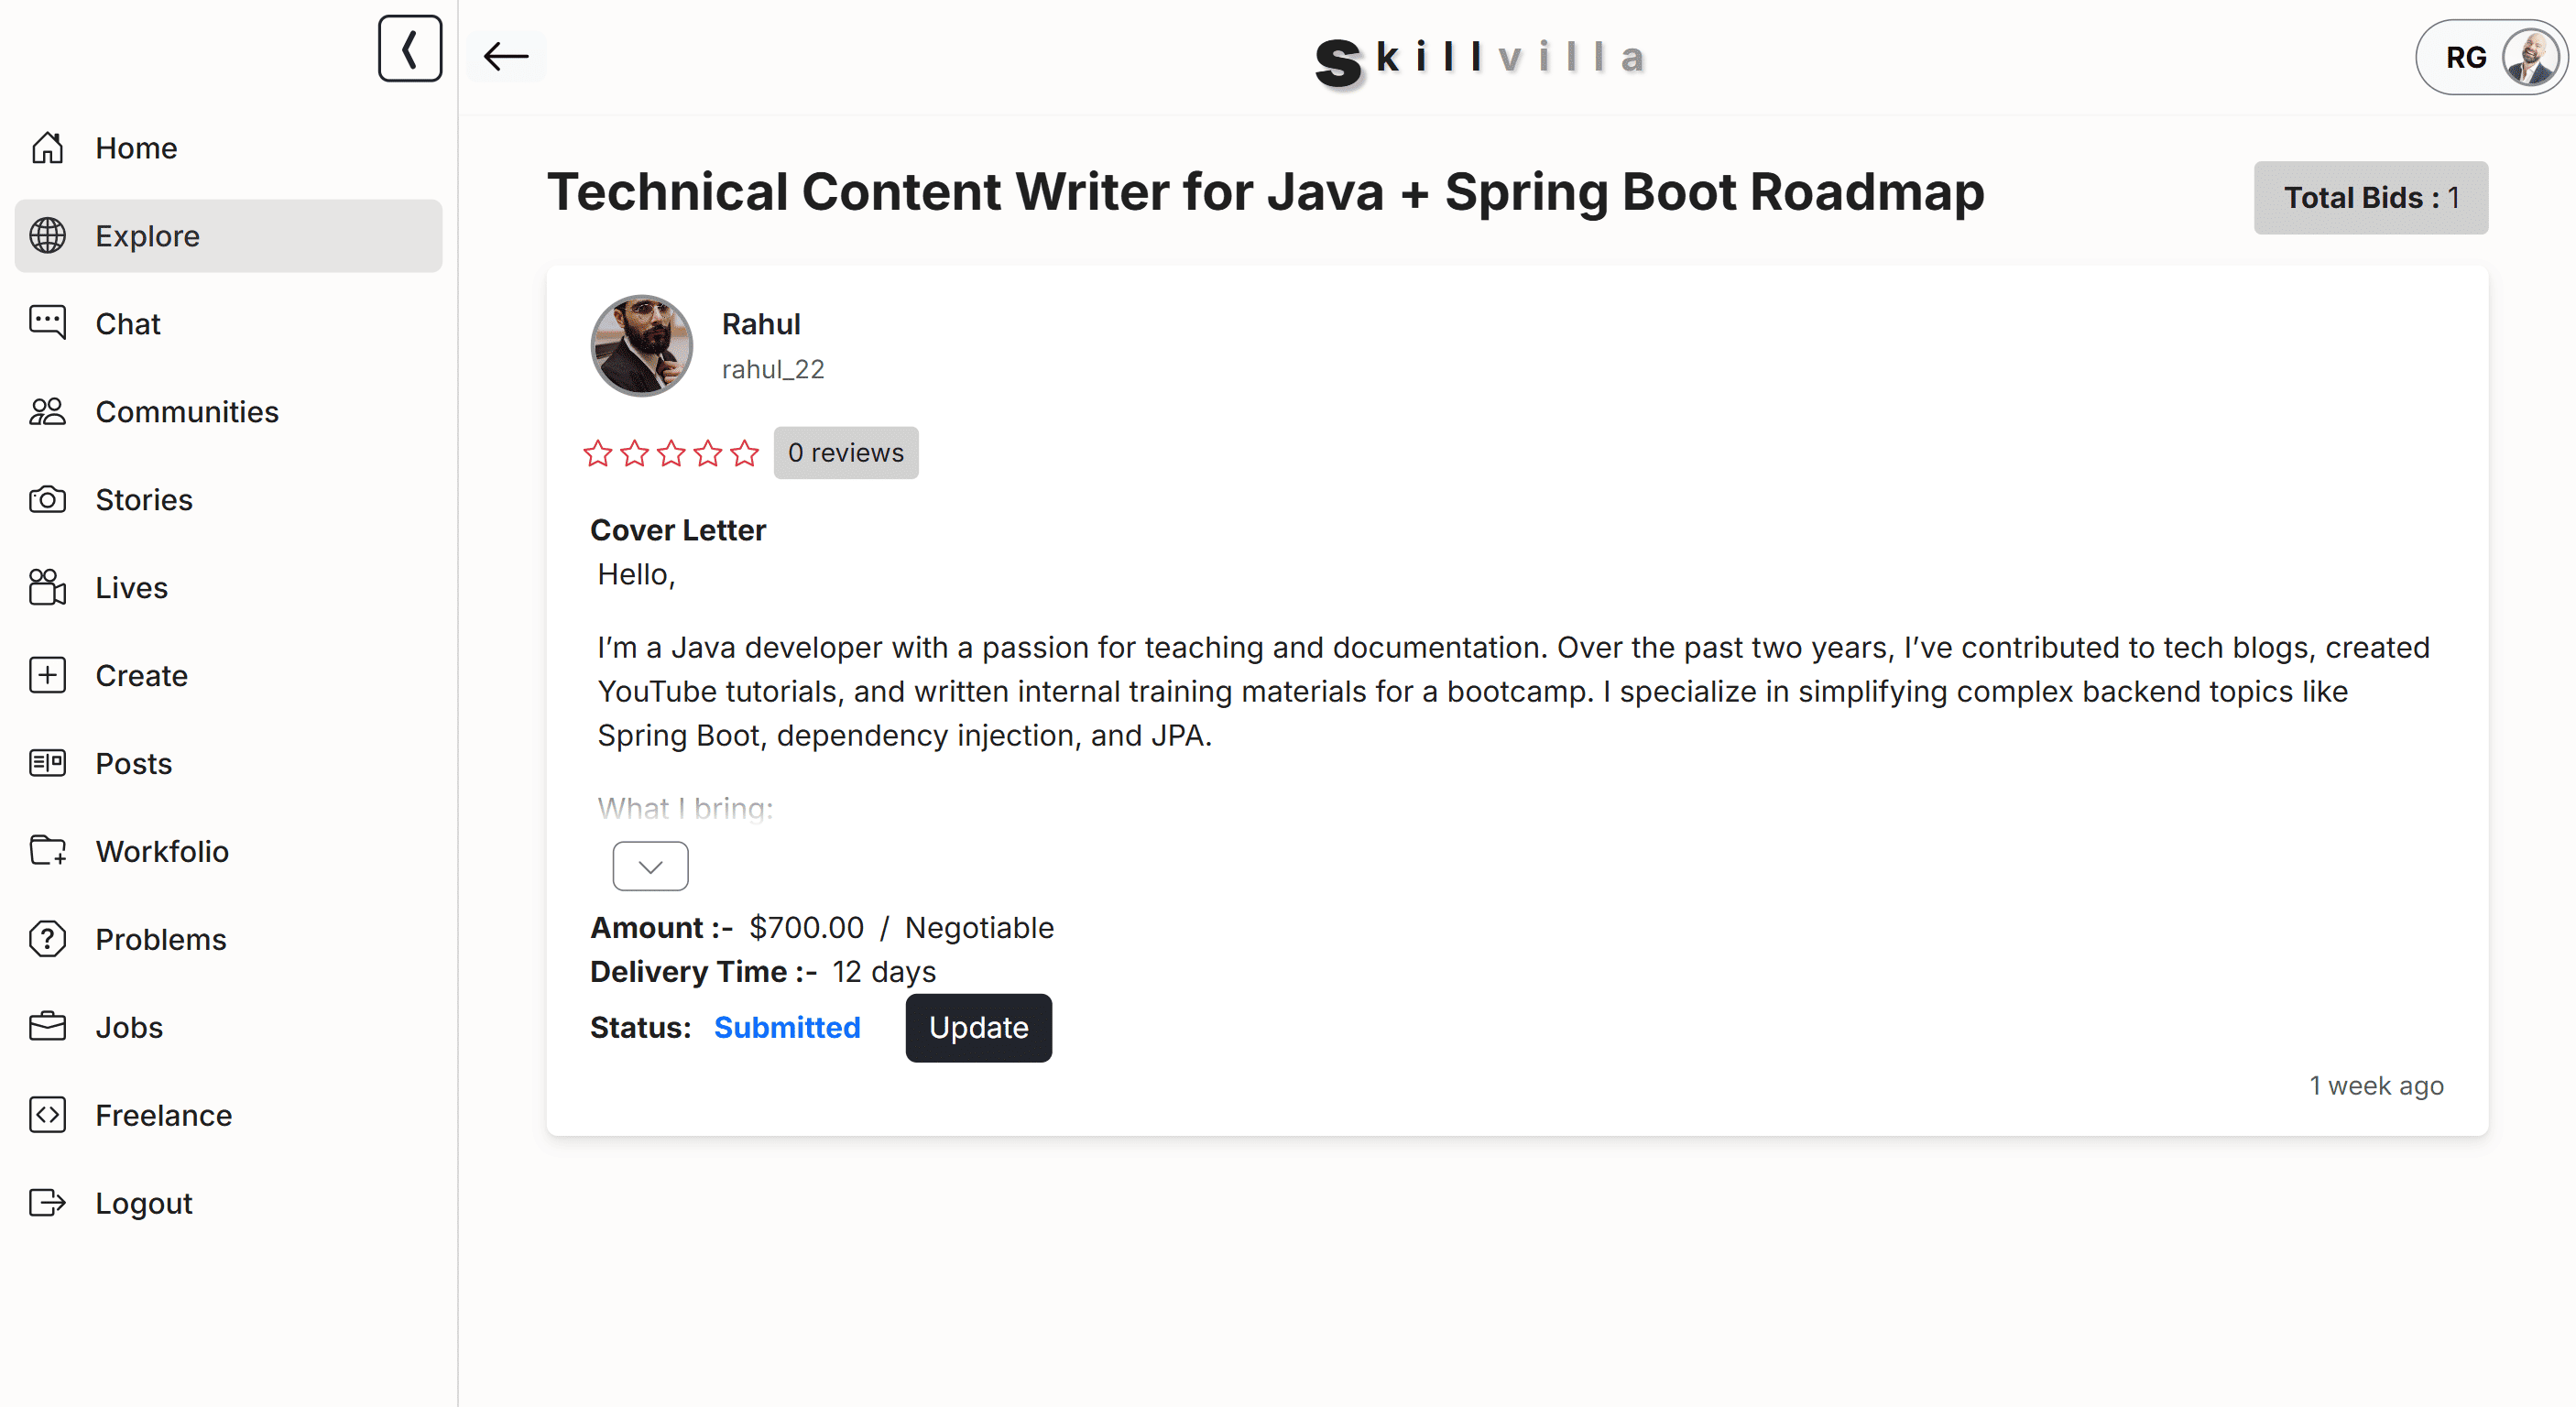 Skillvilla
RG
Home
Explore
Chat
Communities
Stories
Lives
Create
Posts
Workfolio
Problems
Jobs
Freelance
Logout
Technical Content Writer for Java + Spring Boot Roadmap
Total Bids : 1
Rahul
rahul_22
0 reviews
Cover Letter
Hello,
I’m a Java developer with a passion for teaching and documentation. Over the past two years, I’ve contributed to tech blogs, created
YouTube tutorials, and written internal training materials for a bootcamp. I specialize in simplifying complex backend topics like
Spring Boot, dependency injection, and JPA.
What I bring:
Amount :- $700.00 / Negotiable
Delivery Time :- 12 days
Status: Submitted Update
1 week ago